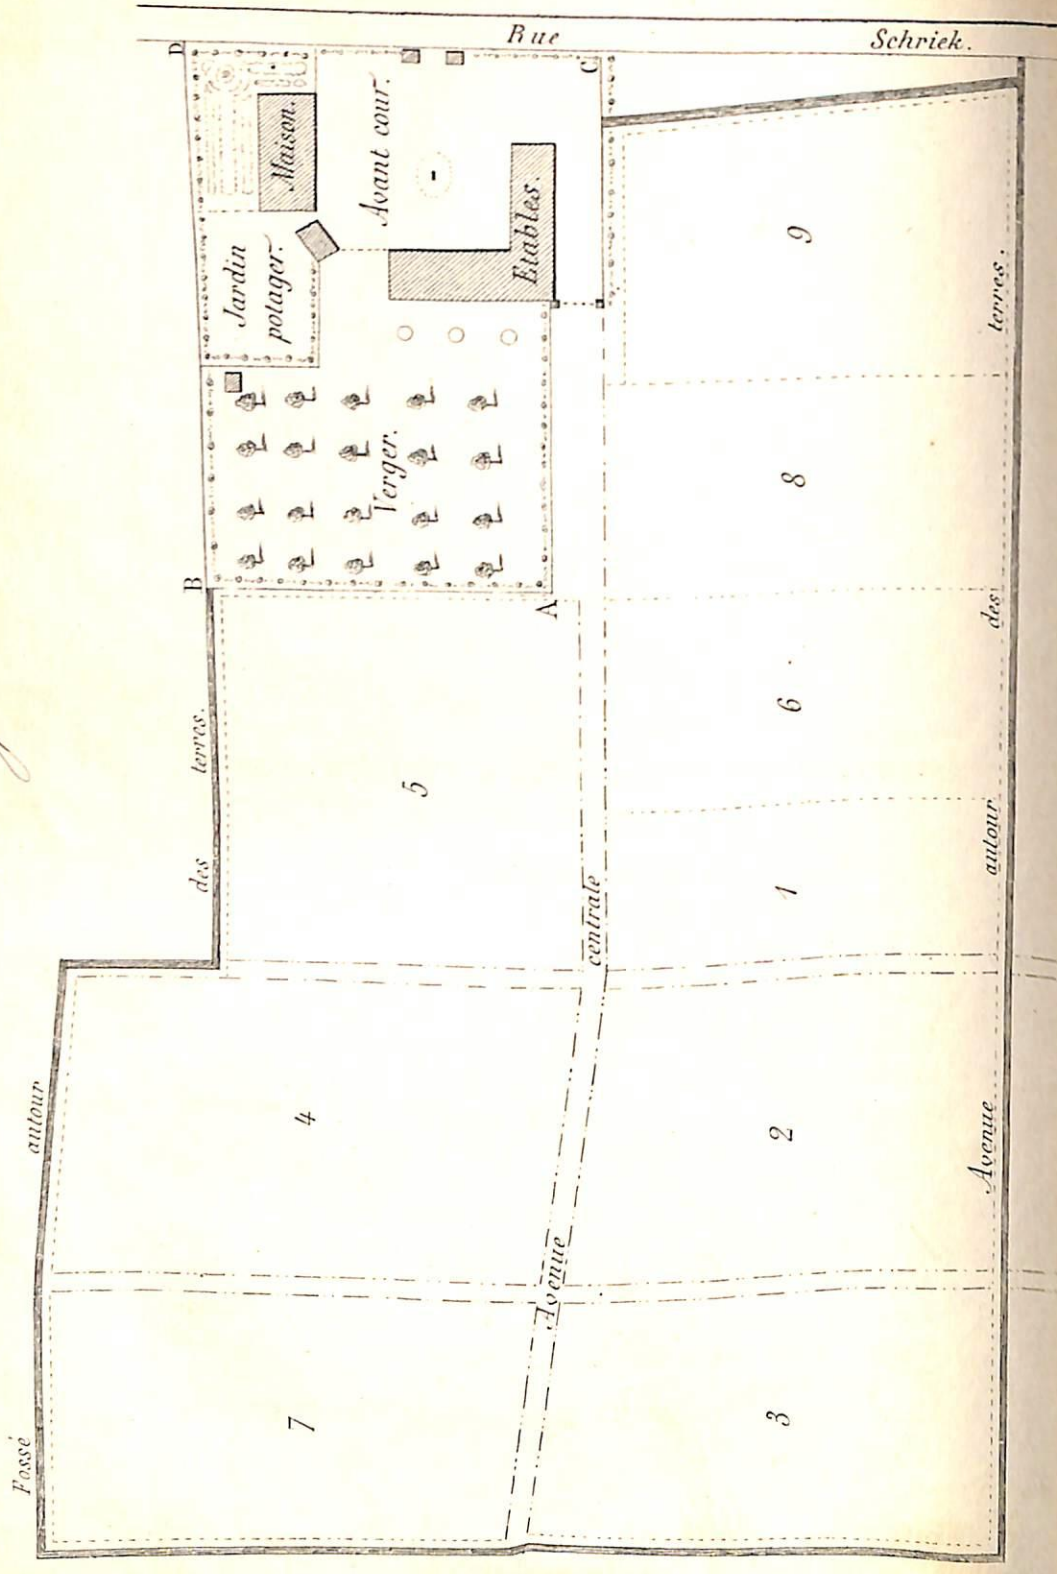 Rue Schriek.
D
C
Maison.
Avant cour.
Etables.
Jardin
potager.
Verger.
B
A
9
8
6
5
1
4
2
7
3
Avenue centrale
Avenue autour des terres.
Fossé autour des terres.